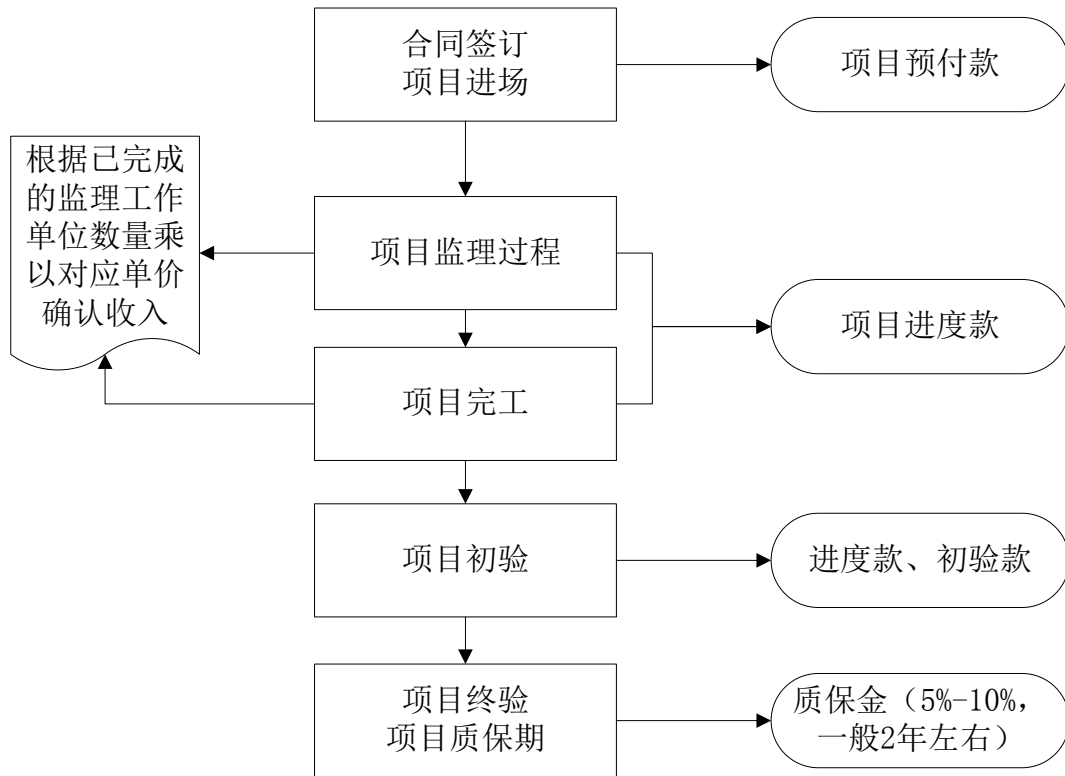 合同签订
项目进场
项目预付款
根据已完成
的监理工作
单位数量乘
以对应单价
确认收入
项目监理过程
项目进度款
项目完工
项目初验
进度款、初验款
项目终验
项目质保期
质保金（5%-10%，
一般2年左右）